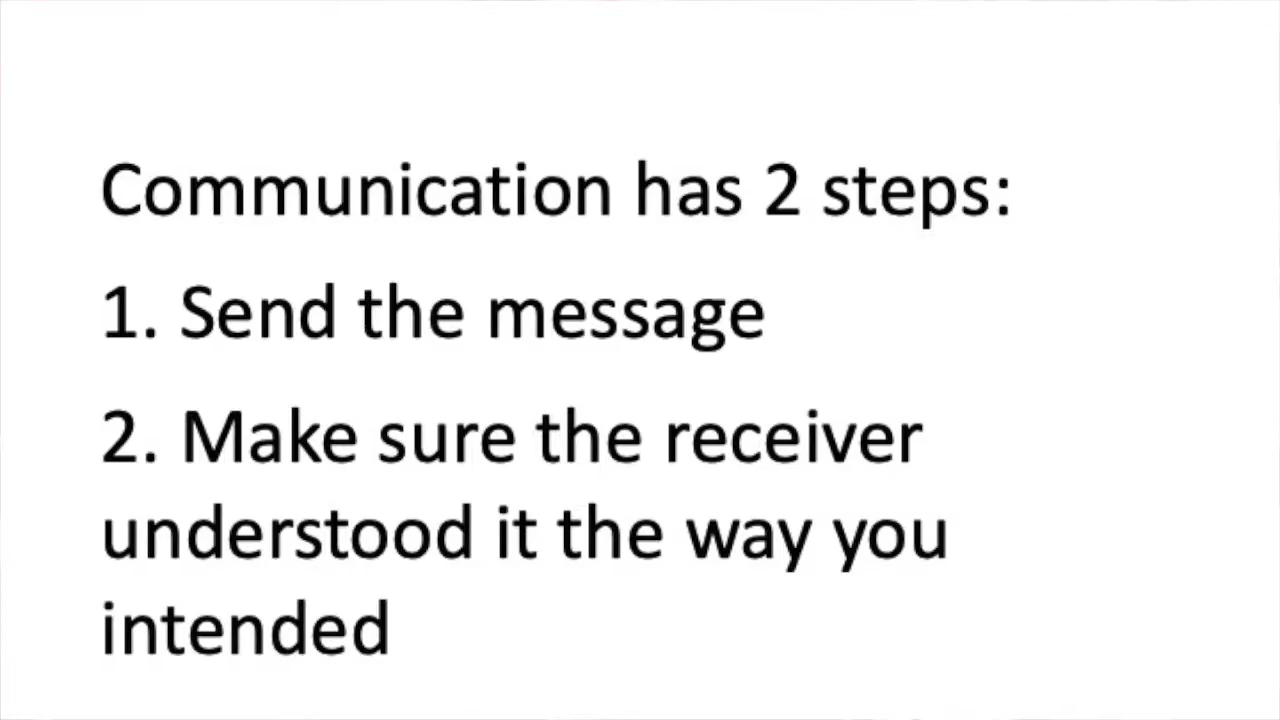 Communication has 2 steps:
1. Send the message
2. Make sure the receiver
understood it the way you
intended